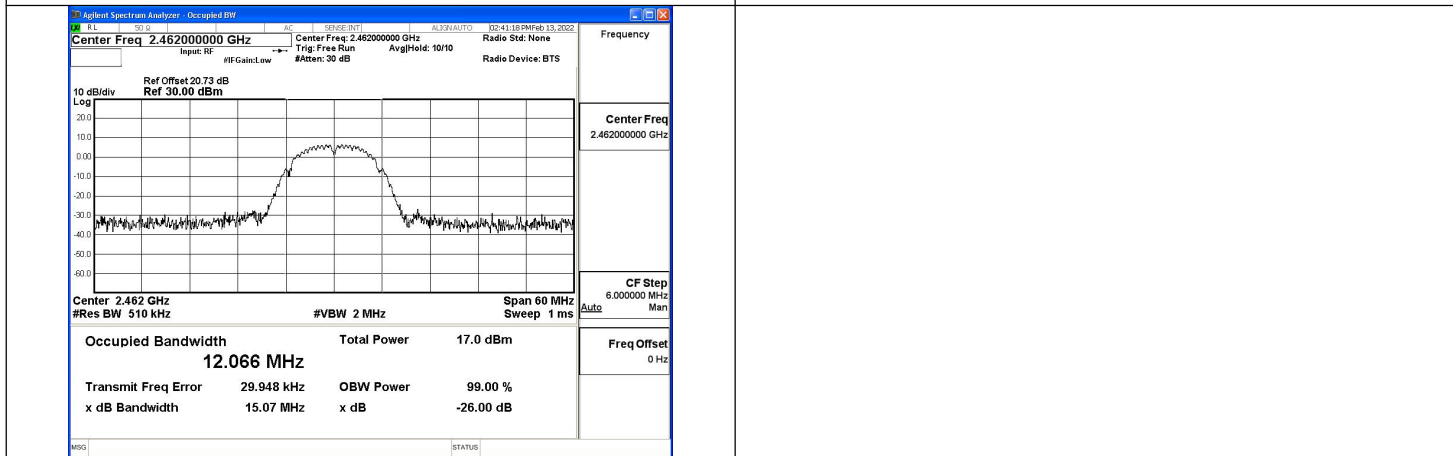 Agilent Spectrum Analyzer - Occupied BW
RL 50 Ω AC SENSE:INT ALIGN AUTO 02:41:18 PM Feb 13, 2022
Center Freq 2.462000000 GHz Center Freq: 2.462000000 GHz Radio Std: None Frequency
Input: RF Trig: Free Run Avg|Hold: 10/10
#IFGain:Low #Atten: 30 dB Radio Device: BTS
Ref Offset 20.73 dB
10 dB/div Ref 30.00 dBm
Log
20.0
10.0
0.00
-10.0
-20.0
-30.0
-40.0
-50.0
-60.0
Center Freq
2.462000000 GHz
Center 2.462 GHz Span 60 MHz
#Res BW 510 kHz #VBW 2 MHz Sweep 1 ms
CF Step
6.000000 MHz
Auto Man
Occupied Bandwidth Total Power 17.0 dBm
12.066 MHz
Transmit Freq Error 29.948 kHz OBW Power 99.00 %
x dB Bandwidth 15.07 MHz x dB -26.00 dB
Freq Offset
0 Hz
MSG STATUS